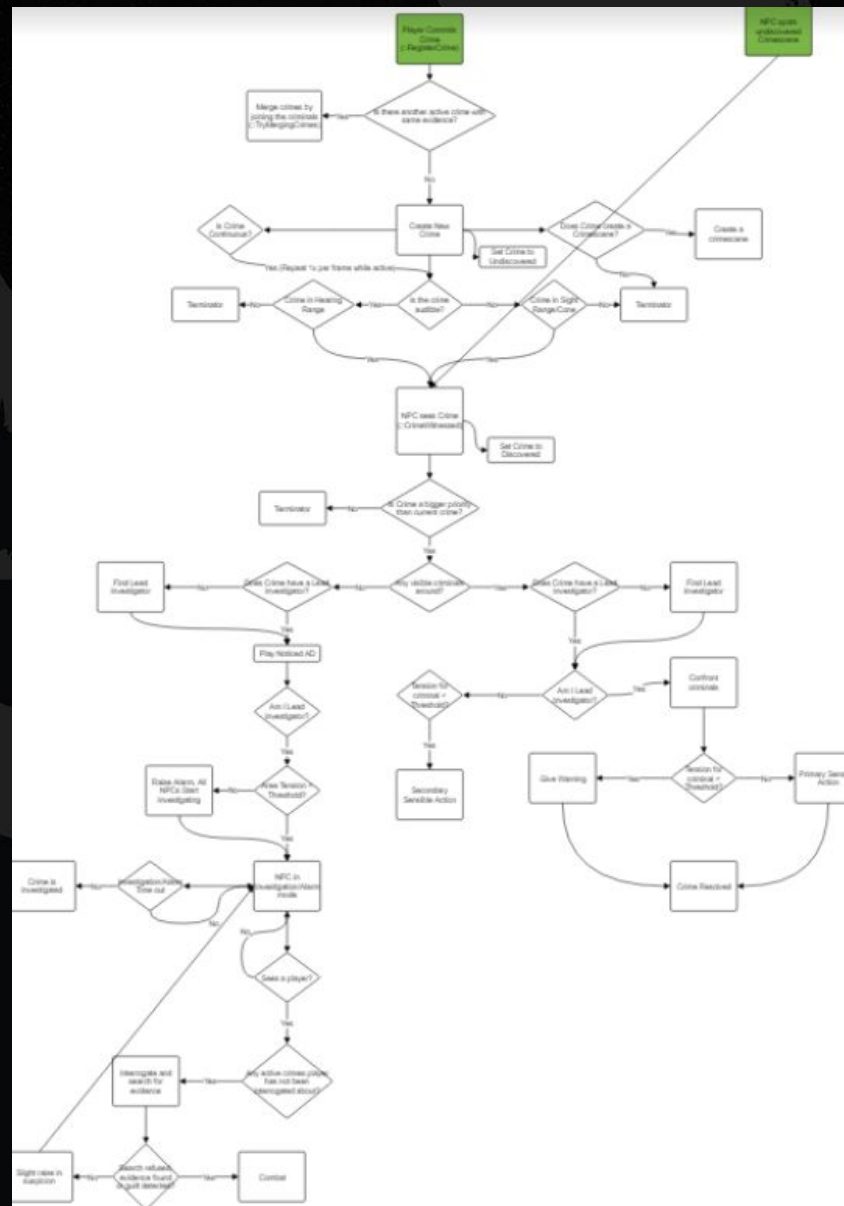 Player Commits
Crime
(::RegisterCrime)
NPC spots
undiscovered
Crimescene
Merge crimes by
joining the criminals
(::TryMergingCrimes)
Yes
Is there another active crime with
same evidence?
No
Is Crime
Continuous?
Create New
Crime
Does Crime create a
Crimescene?
Yes
Create a
crimescene
Set Crime to
Undiscovered
Yes (Repeat 1x per frame while active)
No
Terminator
No
Crime in Hearing
Range
Yes
Is the crime
audible?
No
Crime in Sight
Range/Cone
No
Terminator
Yes
Yes
NPC sees Crime
(::CrimeWitnessed)
Set Crime to
Discovered
Terminator
No
Is Crime a bigger priority
than current crime?
Yes
Find Lead
Investigator
No
Does Crime have a Lead
Investigator?
No
Any visible criminals
around?
Yes
Does Crime have a Lead
Investigator?
No
Find Lead
Investigator
Yes
Yes
Play Noticed AD
Am I Lead
Investigator?
Tension for
criminal <
Threshold?
No
Am I Lead
Investigator?
Yes
Confront
criminals
Yes
Yes
Raise Alarm, All
NPCs Start
Investigating
No
Area Tension <
Threshold?
Secondary
Sensible Action
Give Warning
Yes
Tension for
criminal <
Threshold?
No
Primary
Action
Yes
Crime is
Investigated
No
Investigation/Alarm
Time out
NPC in
Investigation/Alarm
mode
Crime Resolved
No
No
Sees a player?
Yes
Interrogate and
search for
evidence
Yes
Any active crimes player
has not been
interrogated about?
Slight raise in
suspicion
No
Search refused,
evidence found
or guilt detected?
Yes
Combat